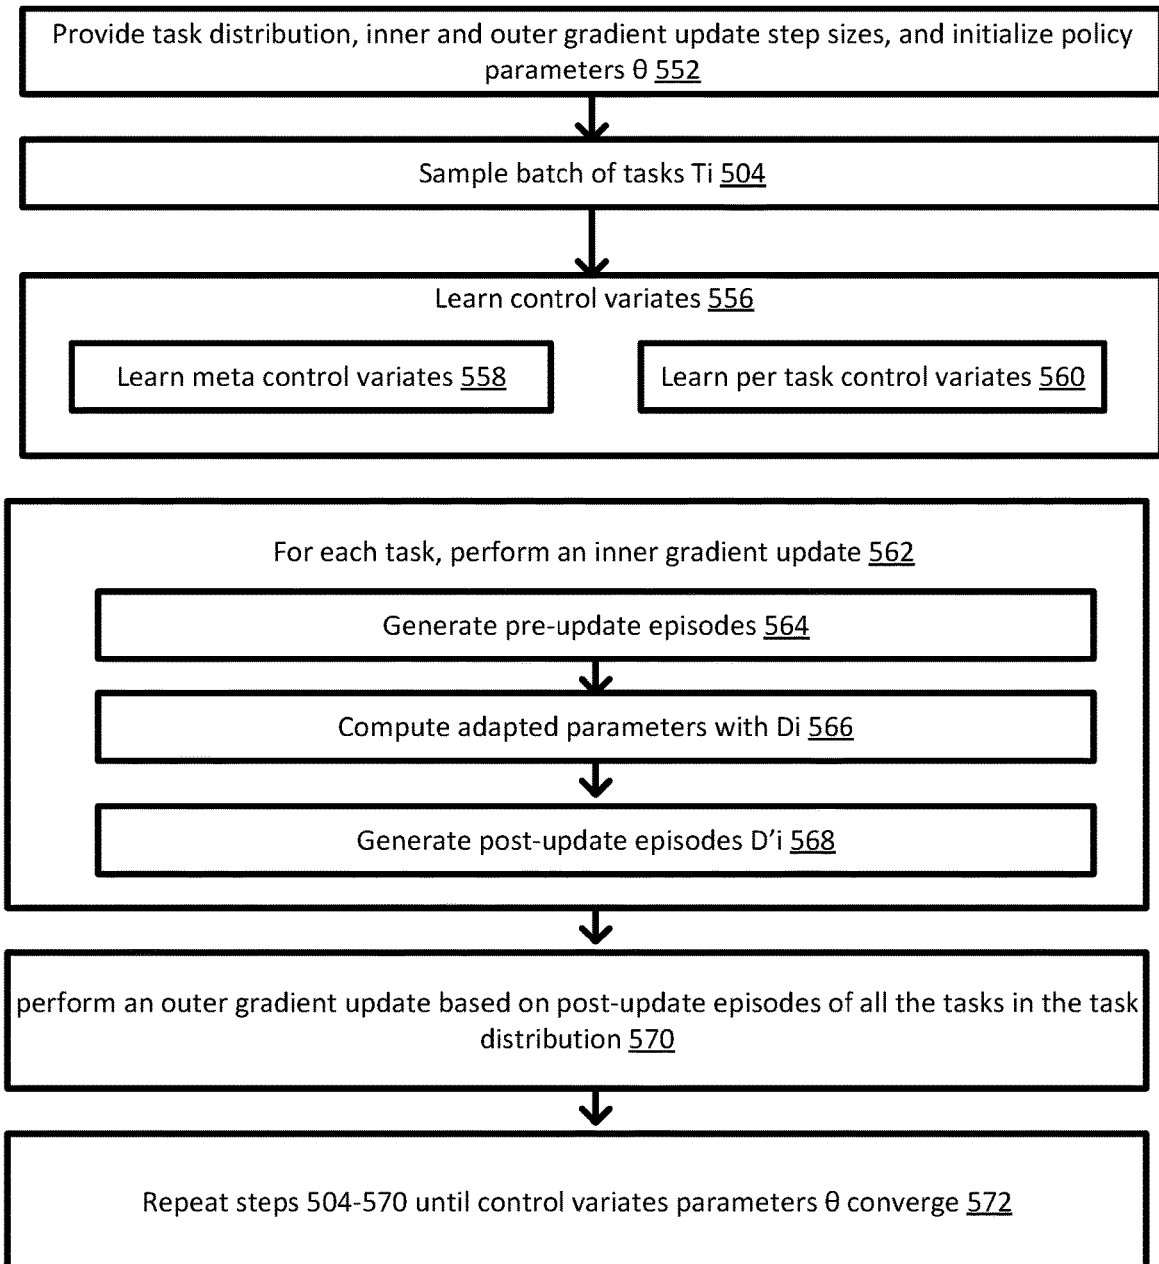 Provide task distribution, inner and outer gradient update step sizes, and initialize policy
parameters θ 552
Sample batch of tasks Ti 504
Learn control variates 556
Learn meta control variates 558
Learn per task control variates 560
For each task, perform an inner gradient update 562
Generate pre-update episodes 564
Compute adapted parameters with Di 566
Generate post-update episodes D’i 568
perform an outer gradient update based on post-update episodes of all the tasks in the task
distribution 570
Repeat steps 504-570 until control variates parameters θ converge 572